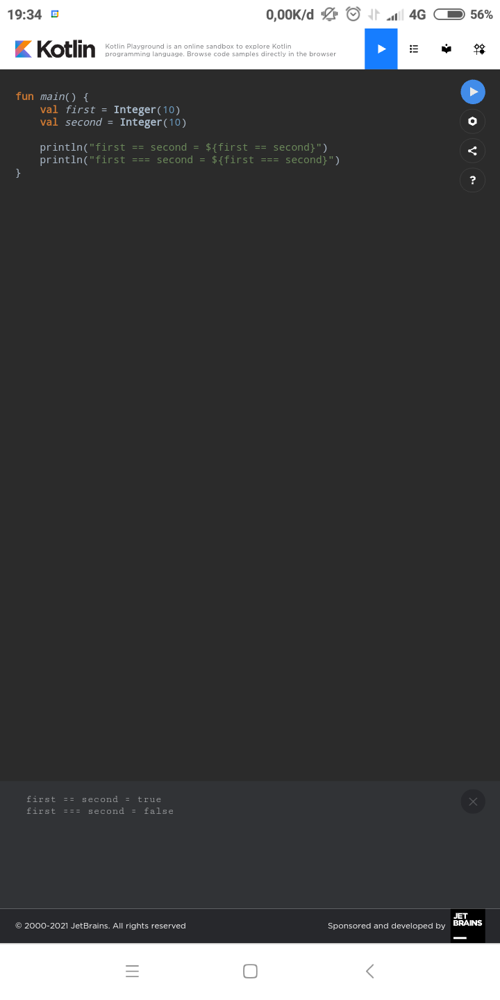 19:34
0,00K/d 4G 56%
Kotlin
Kotlin Playground is an online sandbox to explore Kotlin
programming language. Browse code samples directly in the browser
fun main() {
    val first = Integer(10)
    val second = Integer(10)
    println("first == second = ${first == second}")
    println("first === second = ${first === second}")
}
?
first == second = true
first === second = false
© 2000-2021 JetBrains. All rights reserved
Sponsored and developed by
JET
BRAINS